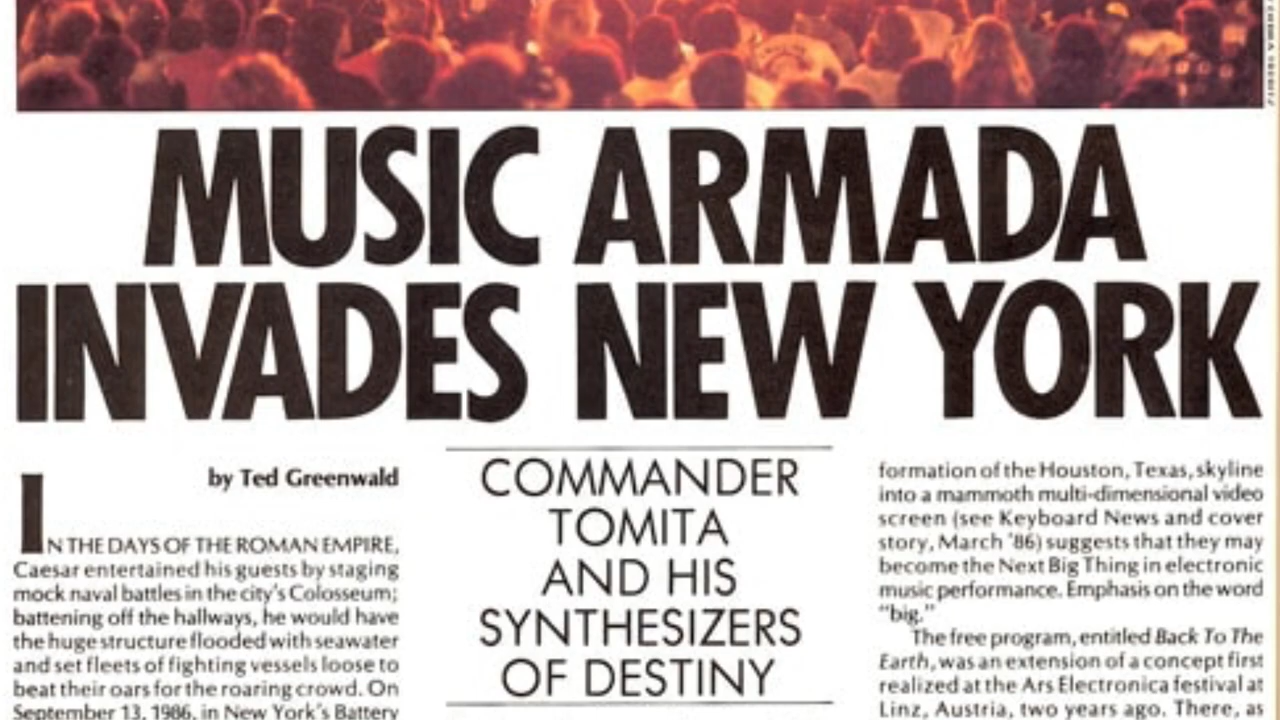 MUSIC ARMADA
INVADES NEW YORK
by Ted Greenwald
IN THE DAYS OF THE ROMAN EMPIRE,
Caesar entertained his guests by staging
mock naval battles in the city's Colosseum;
battening off the hallways, he would have
the huge structure flooded with seawater
and set fleets of fighting vessels loose to
beat their oars for the roaring crowd. On
September 13, 1986, in New York's Battery
COMMANDER
TOMITA
AND HIS
SYNTHESIZERS
OF DESTINY
formation of the Houston, Texas, skyline
into a mammoth multi-dimensional video
screen (see Keyboard News and cover
story, March '86) suggests that they may
become the Next Big Thing in electronic
music performance. Emphasis on the word
"big."
The free program, entitled Back To The
Earth, was an extension of a concept first
realized at the Ars Electronica festival at
Linz, Austria, two years ago. There, as